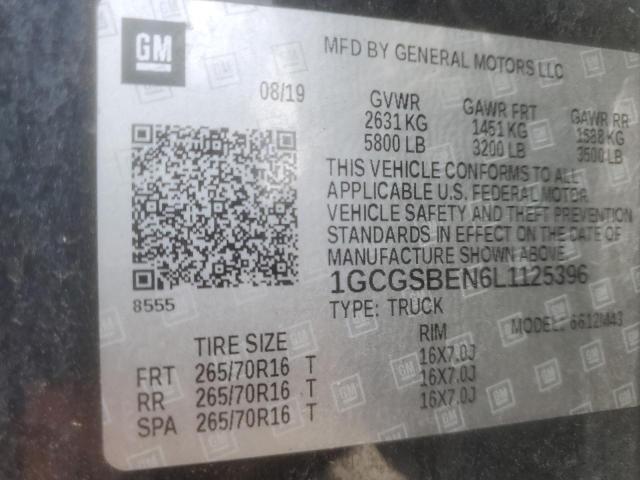 GM
MFD BY GENERAL MOTORS LLC
08/19
GVWR GAWR FRT GAWR RR
2631 KG 1451 KG 1588 KG
5800 LB 3200 LB 3500 LB
THIS VEHICLE CONFORMS TO ALL
APPLICABLE U.S. FEDERAL MOTOR
VEHICLE SAFETY AND THEFT PREVENTION
STANDARDS IN EFFECT ON THE DATE OF
MANUFACTURE SHOWN ABOVE.
1GCGSBEN6L1125396
8555
TYPE: TRUCK MODEL: 6612M43
TIRE SIZE RIM
FRT 265/70R16 T 16X7.0J
RR 265/70R16 T 16X7.0J
SPA 265/70R16 T 16X7.0J